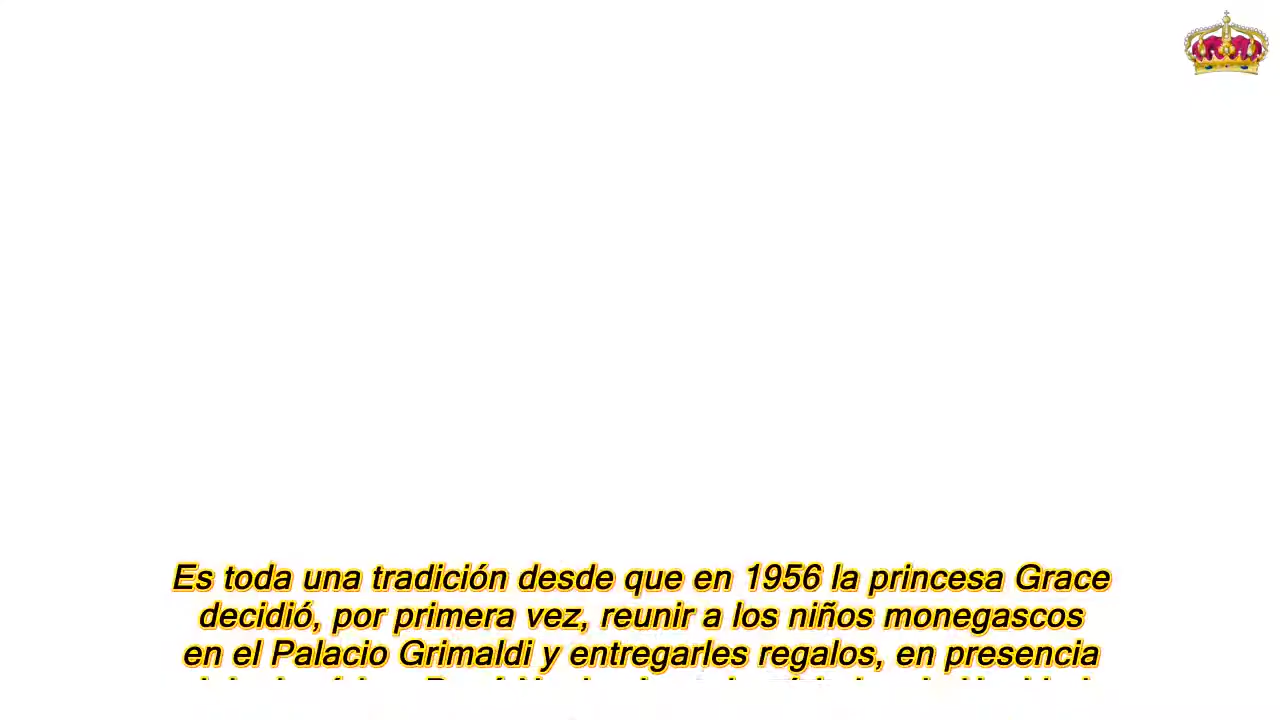 Es toda una tradición desde que en 1956 la princesa Grace
decidió, por primera vez, reunir a los niños monegascos
en el Palacio Grimaldi y entregarles regalos, en presencia